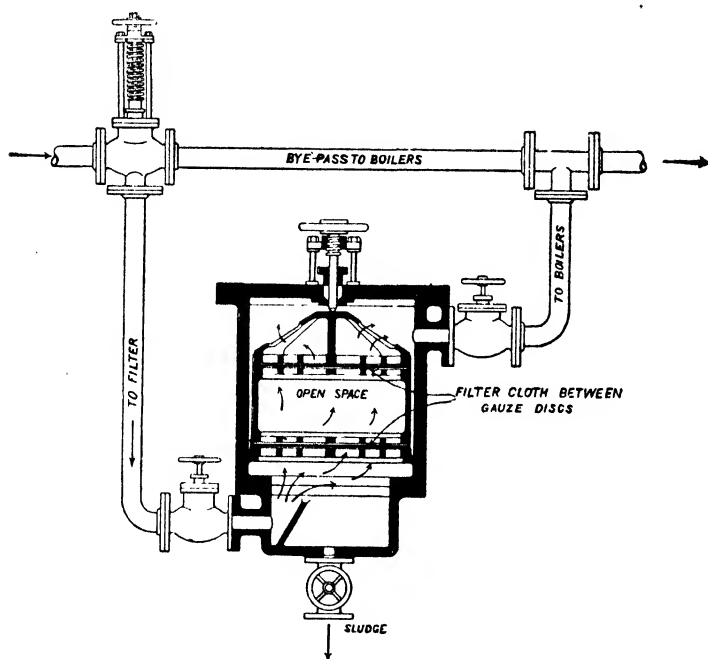 BYE-PASS TO BOILERS
TO BOILERS
TO FILTER
OPEN SPACE
FILTER CLOTH BETWEEN
GAUZE DISCS
SLUDGE